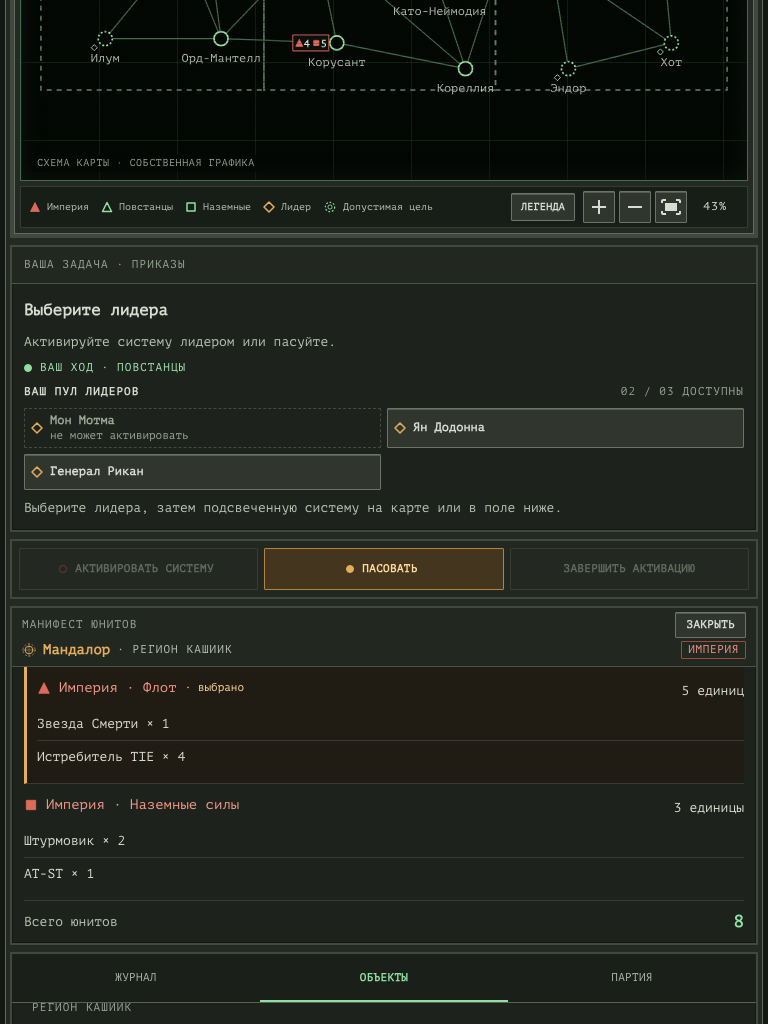 Като-Неймодия
4 5
Илум
Орд-Мантелл
Корусант
Хот
Кореллия
Эндор
СХЕМА КАРТЫ · СОБСТВЕННАЯ ГРАФИКА
Империя Повстанцы Наземные Лидер Допустимая цель ЛЕГЕНДА + − 43%
ВАША ЗАДАЧА · ПРИКАЗЫ
Выберите лидера
Активируйте систему лидером или пасуйте.
ВАШ ХОД · ПОВСТАНЦЫ
ВАШ ПУЛ ЛИДЕРОВ 02 / 03 ДОСТУПНЫ
Мон Мотма
не может активировать
Ян Додонна
Генерал Рикан
Выберите лидера, затем подсвеченную систему на карте или в поле ниже.
АКТИВИРОВАТЬ СИСТЕМУ ПАСОВАТЬ ЗАВЕРШИТЬ АКТИВАЦИЮ
МАНИФЕСТ ЮНИТОВ ЗАКРЫТЬ
Мандалор · РЕГИОН КАШИИК ИМПЕРИЯ
Империя · Флот · выбрано 5 единиц
Звезда Смерти × 1
Истребитель TIE × 4
Империя · Наземные силы 3 единицы
Штурмовик × 2
AT-ST × 1
Всего юнитов 8
ЖУРНАЛ ОБЪЕКТЫ ПАРТИЯ
РЕГИОН КАШИИК